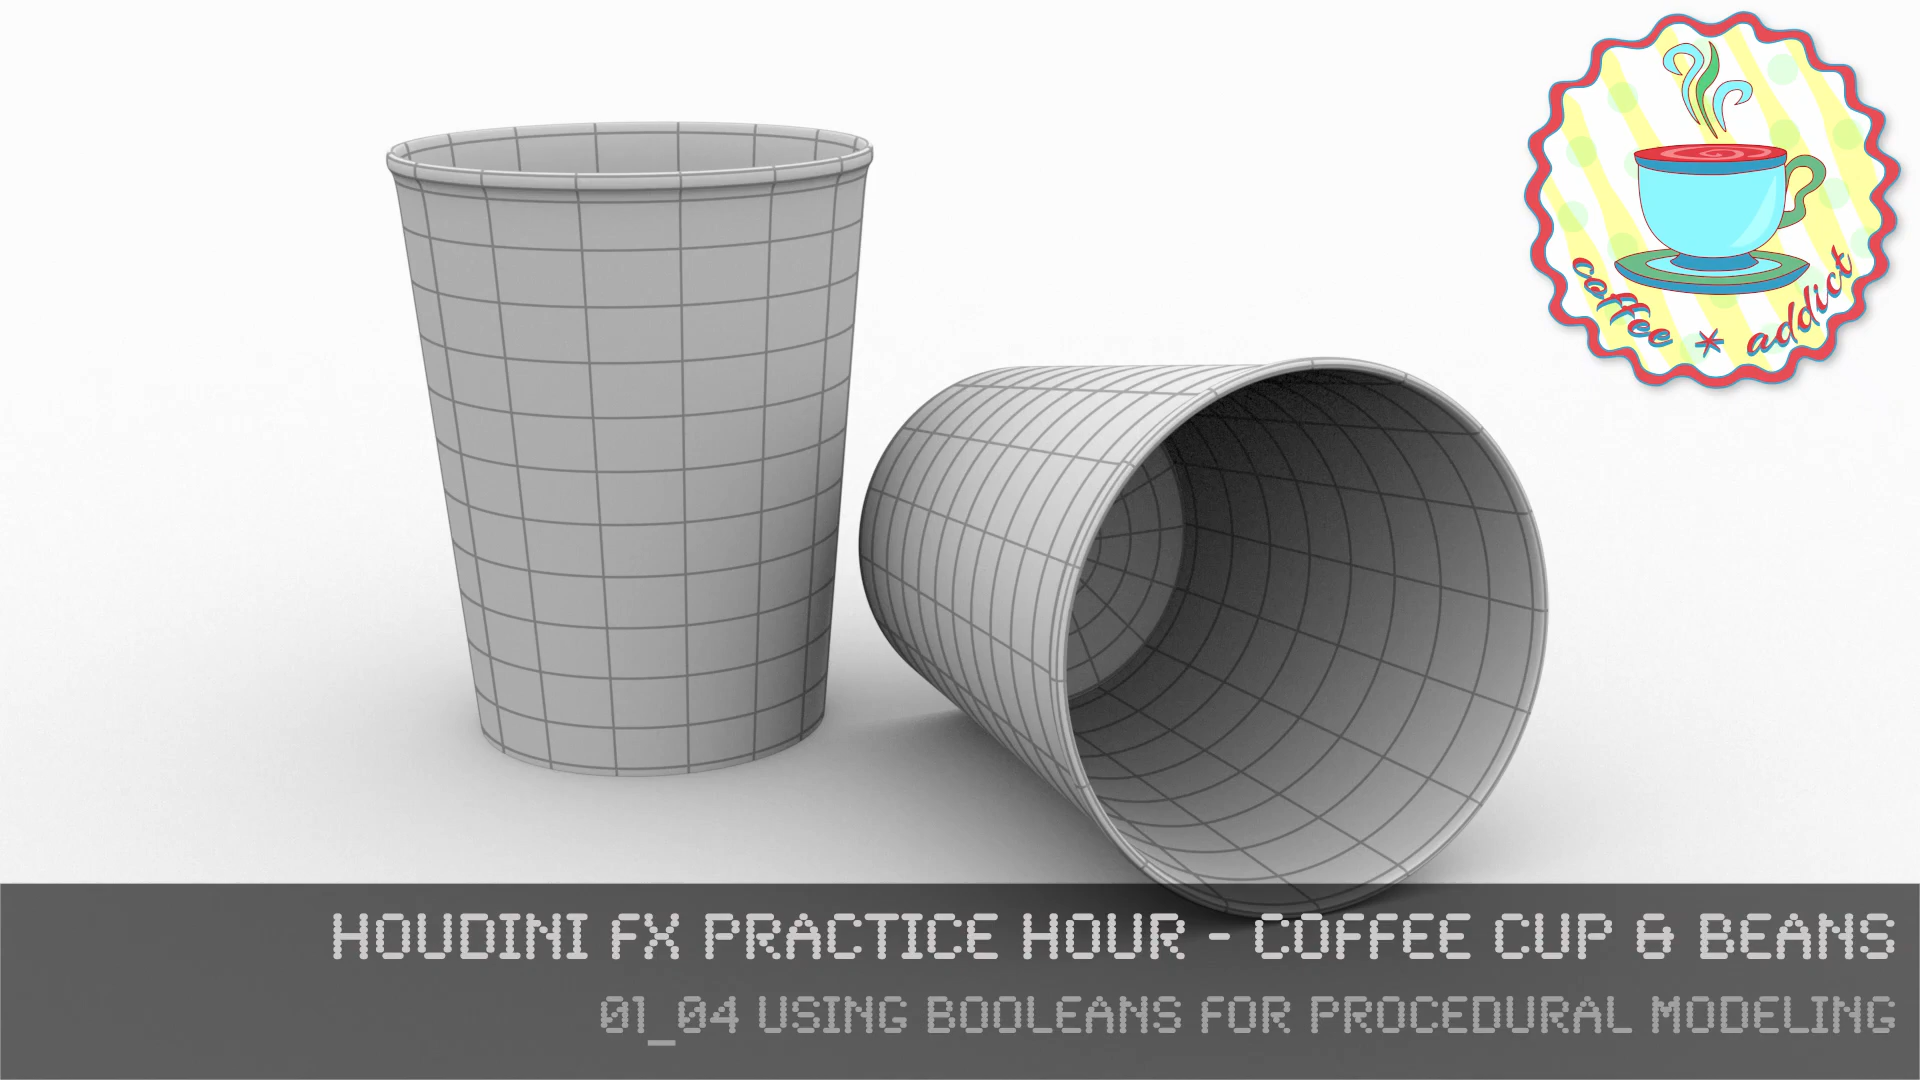 coffee * addict
HOUDINI FX PRACTICE HOUR - COFFEE CUP & BEANS
01_04 USING BOOLEANS FOR PROCEDURAL MODELING